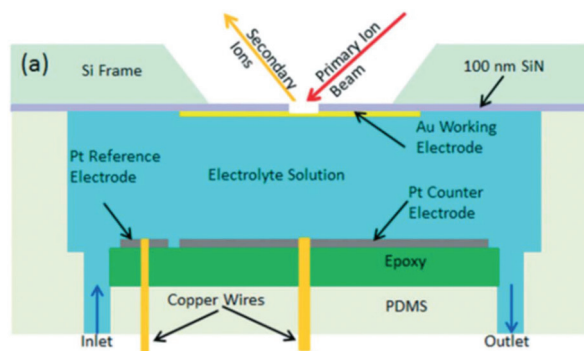 (a)
Si Frame
Secondary
Ions
Primary Ion
Beam
100 nm SiN
Au Working
Electrode
Pt Reference
Electrode
Electrolyte Solution
Pt Counter
Electrode
Epoxy
Copper Wires
PDMS
Inlet
Outlet